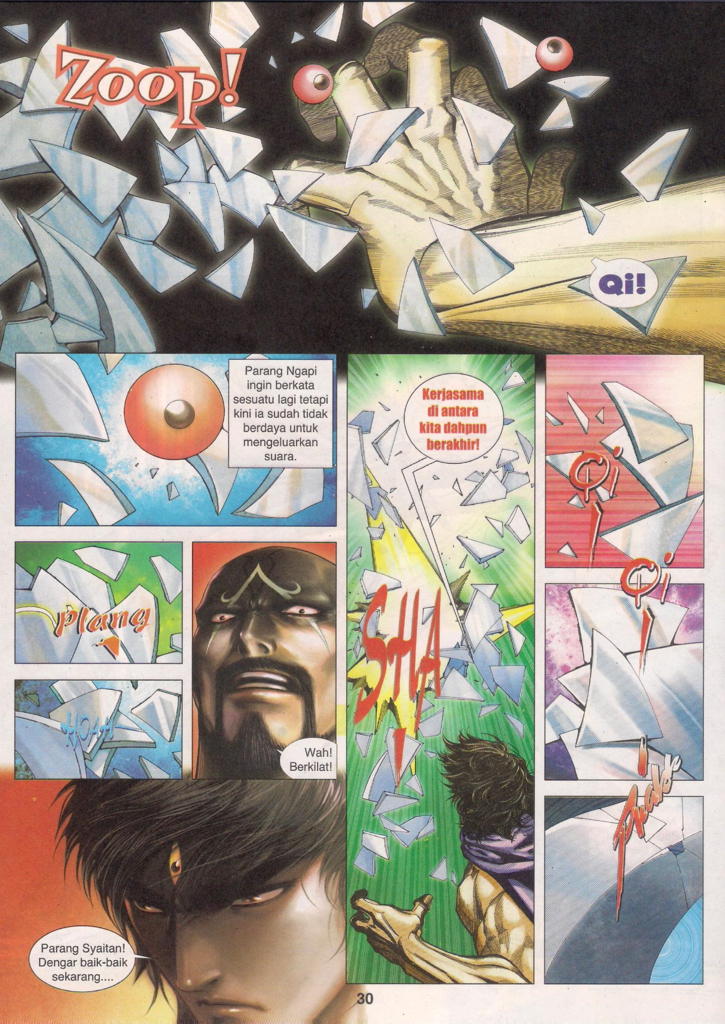 Zoop!
Qi!
Parang Ngapi
ingin berkata
sesuatu lagi tetapi
kini ia sudah tidak
berdaya untuk
mengeluarkan
suara.
Kerjasama
di antara
kita dahpun
berakhir!
Qi
Plang
Qi
SHA
Wah!
Berkilat!
Parang Syaitan!
Dengar baik-baik
sekarang....
30